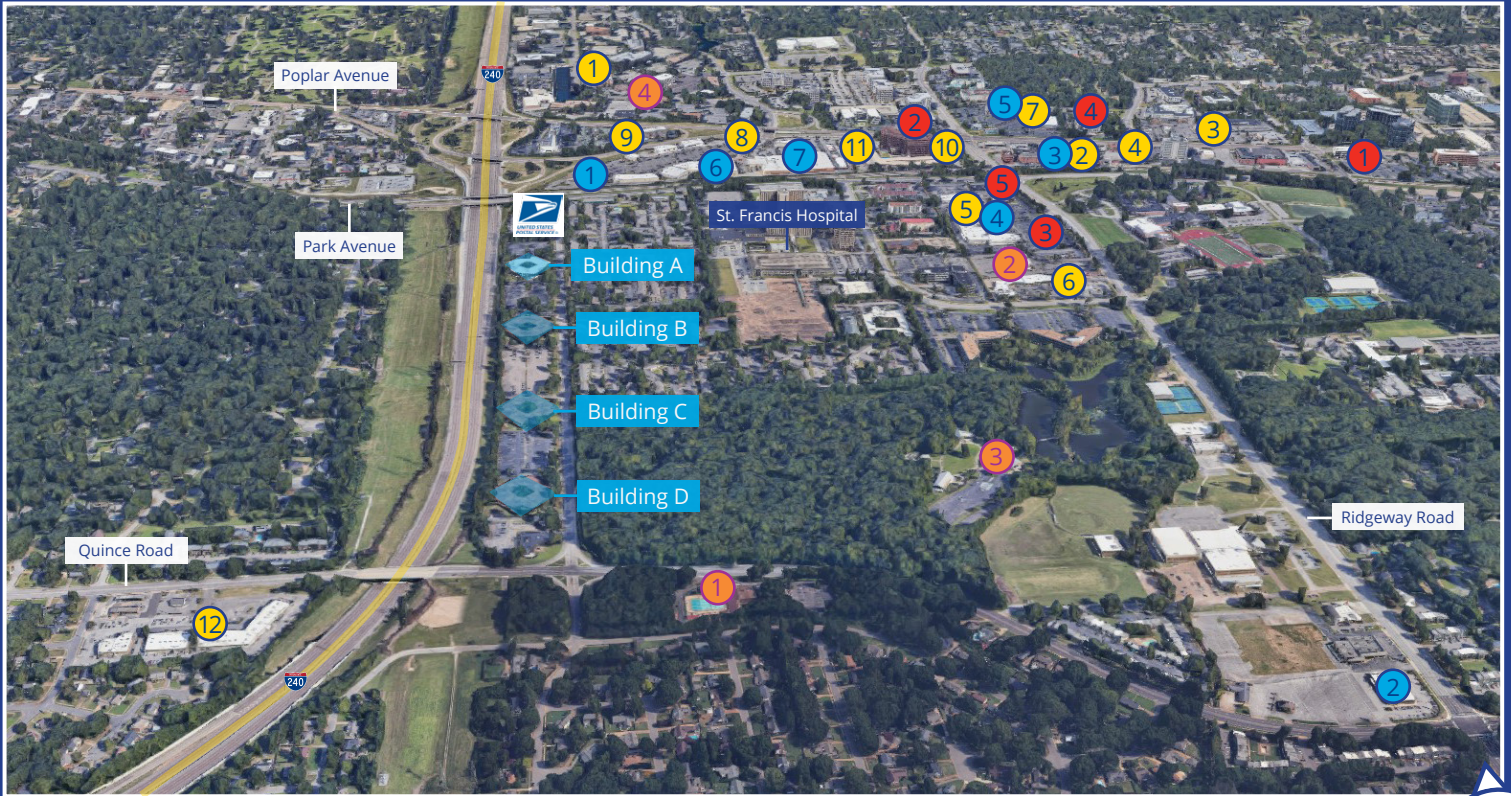 240
1
Poplar Avenue
4
5
7
4
2
3
9
8
11
10
3
2
4
1
7
6
1
5
UNITED STATES
POSTAL SERVICE
5
4
St. Francis Hospital
3
Park Avenue
Building A
2
6
Building B
Building C
3
Building D
Ridgeway Road
Quince Road
1
12
240
2